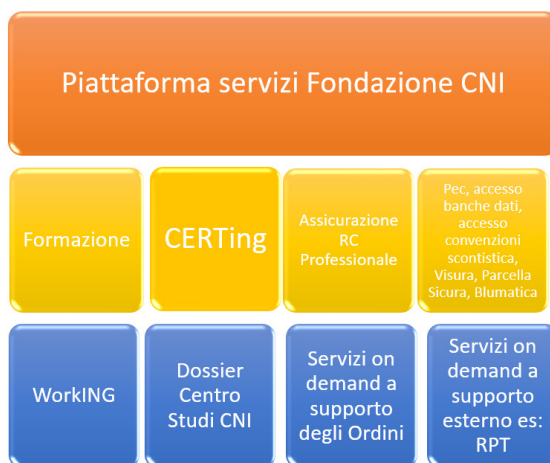 Piattaforma servizi Fondazione CNI
Formazione
CERTing
Assicurazione
RC
Professionale
Pec, accesso
banche dati,
accesso
convenzioni
scontistica,
Visura, Parcella
Sicura, Blumatica
WorkING
Dossier
Centro
Studi CNI
Servizi on
demand a
supporto
degli Ordini
Servizi on
demand a
supporto
esterno es:
RPT